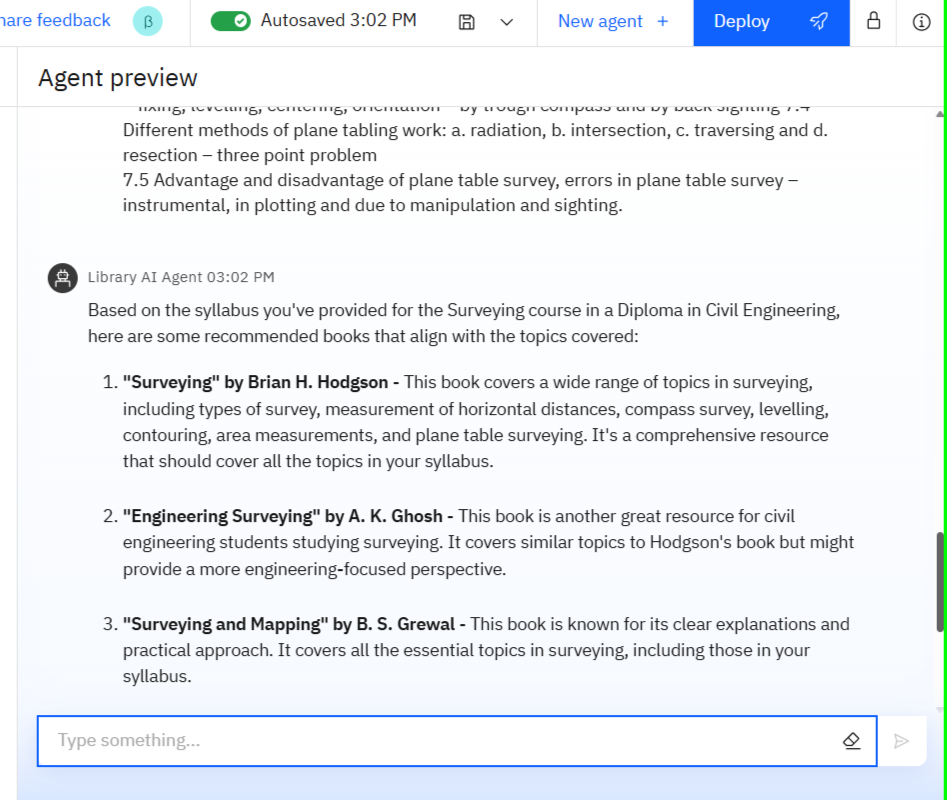 hare feedback β Autosaved 3:02 PM New agent + Deploy
Agent preview
fixing, levelling, centering, orientation – by trough compass and by back sighting 7.4
Different methods of plane tabling work: a. radiation, b. intersection, c. traversing and d.
resection – three point problem
7.5 Advantage and disadvantage of plane table survey, errors in plane table survey –
instrumental, in plotting and due to manipulation and sighting.
Library AI Agent 03:02 PM
Based on the syllabus you've provided for the Surveying course in a Diploma in Civil Engineering,
here are some recommended books that align with the topics covered:
1. "Surveying" by Brian H. Hodgson - This book covers a wide range of topics in surveying,
including types of survey, measurement of horizontal distances, compass survey, levelling,
contouring, area measurements, and plane table surveying. It's a comprehensive resource
that should cover all the topics in your syllabus.
2. "Engineering Surveying" by A. K. Ghosh - This book is another great resource for civil
engineering students studying surveying. It covers similar topics to Hodgson's book but might
provide a more engineering-focused perspective.
3. "Surveying and Mapping" by B. S. Grewal - This book is known for its clear explanations and
practical approach. It covers all the essential topics in surveying, including those in your
syllabus.
Type something...